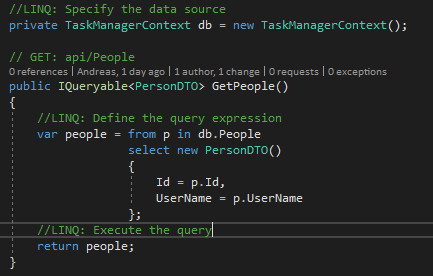 //LINQ: Specify the data source
private TaskManagerContext db = new TaskManagerContext();
// GET: api/People
0 references | Andreas, 1 day ago | 1 author, 1 change | 0 requests | 0 exceptions
public IQueryable<PersonDTO> GetPeople()
{
//LINQ: Define the query expression
var people = from p in db.People
select new PersonDTO()
{
Id = p.Id,
UserName = p.UserName
};
//LINQ: Execute the query
return people;
}